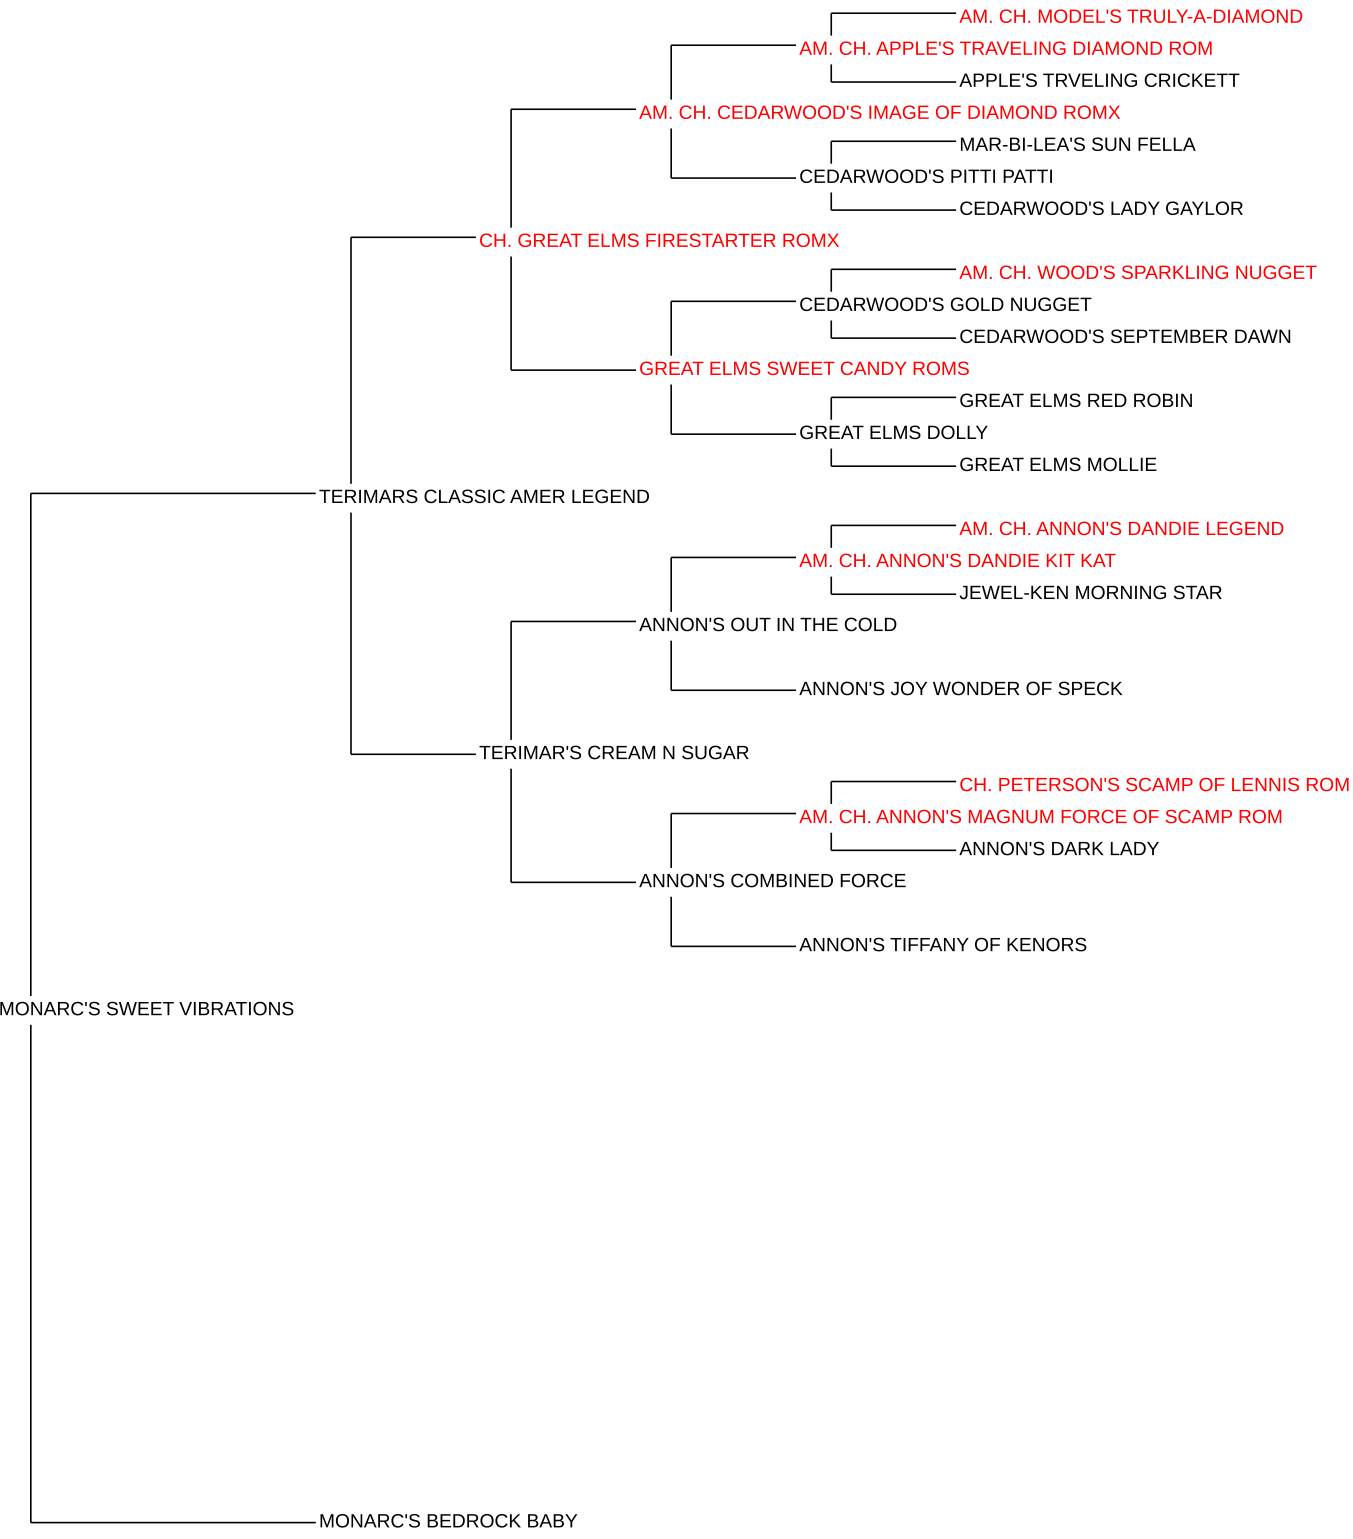 AM. CH. MODEL'S TRULY-A-DIAMOND
AM. CH. APPLE'S TRAVELING DIAMOND ROM
APPLE'S TRVELING CRICKETT
AM. CH. CEDARWOOD'S IMAGE OF DIAMOND ROMX
MAR-BI-LEA'S SUN FELLA
CEDARWOOD'S PITTI PATTI
CEDARWOOD'S LADY GAYLOR
CH. GREAT ELMS FIRESTARTER ROMX
AM. CH. WOOD'S SPARKLING NUGGET
CEDARWOOD'S GOLD NUGGET
CEDARWOOD'S SEPTEMBER DAWN
GREAT ELMS SWEET CANDY ROMS
GREAT ELMS RED ROBIN
GREAT ELMS DOLLY
GREAT ELMS MOLLIE
TERIMARS CLASSIC AMER LEGEND
AM. CH. ANNON'S DANDIE LEGEND
AM. CH. ANNON'S DANDIE KIT KAT
JEWEL-KEN MORNING STAR
ANNON'S OUT IN THE COLD
ANNON'S JOY WONDER OF SPECK
TERIMAR'S CREAM N SUGAR
CH. PETERSON'S SCAMP OF LENNIS ROM
AM. CH. ANNON'S MAGNUM FORCE OF SCAMP ROM
ANNON'S DARK LADY
ANNON'S COMBINED FORCE
ANNON'S TIFFANY OF KENORS
MONARC'S SWEET VIBRATIONS
MONARC'S BEDROCK BABY